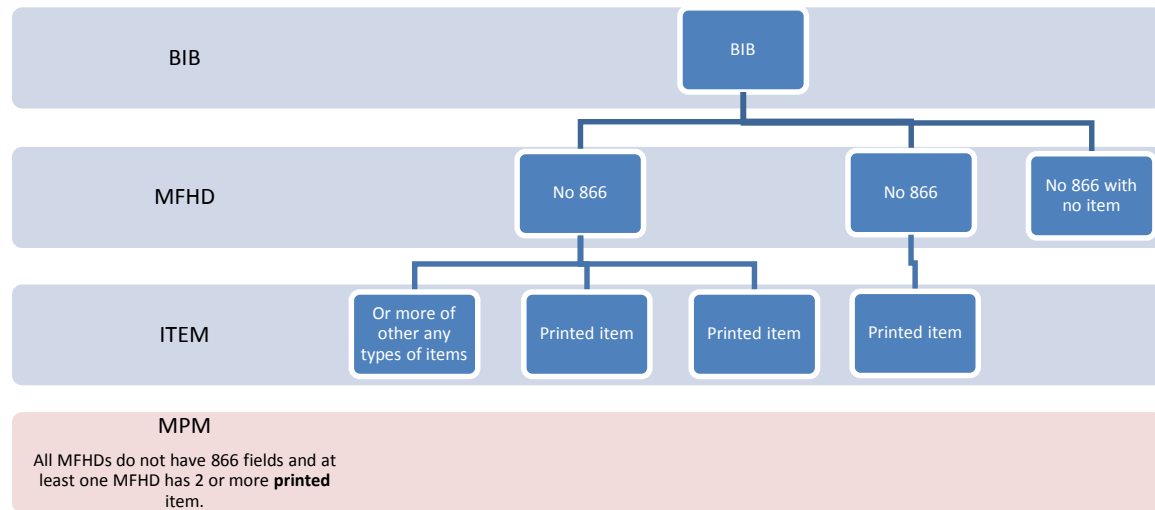 BIB
BIB
MFHD
No 866
No 866
No 866 with
no item
ITEM
Or more of
other any
types of items
Printed item
Printed item
Printed item
MPM
All MFHDs do not have 866 fields and at
least one MFHD has 2 or more printed
item.